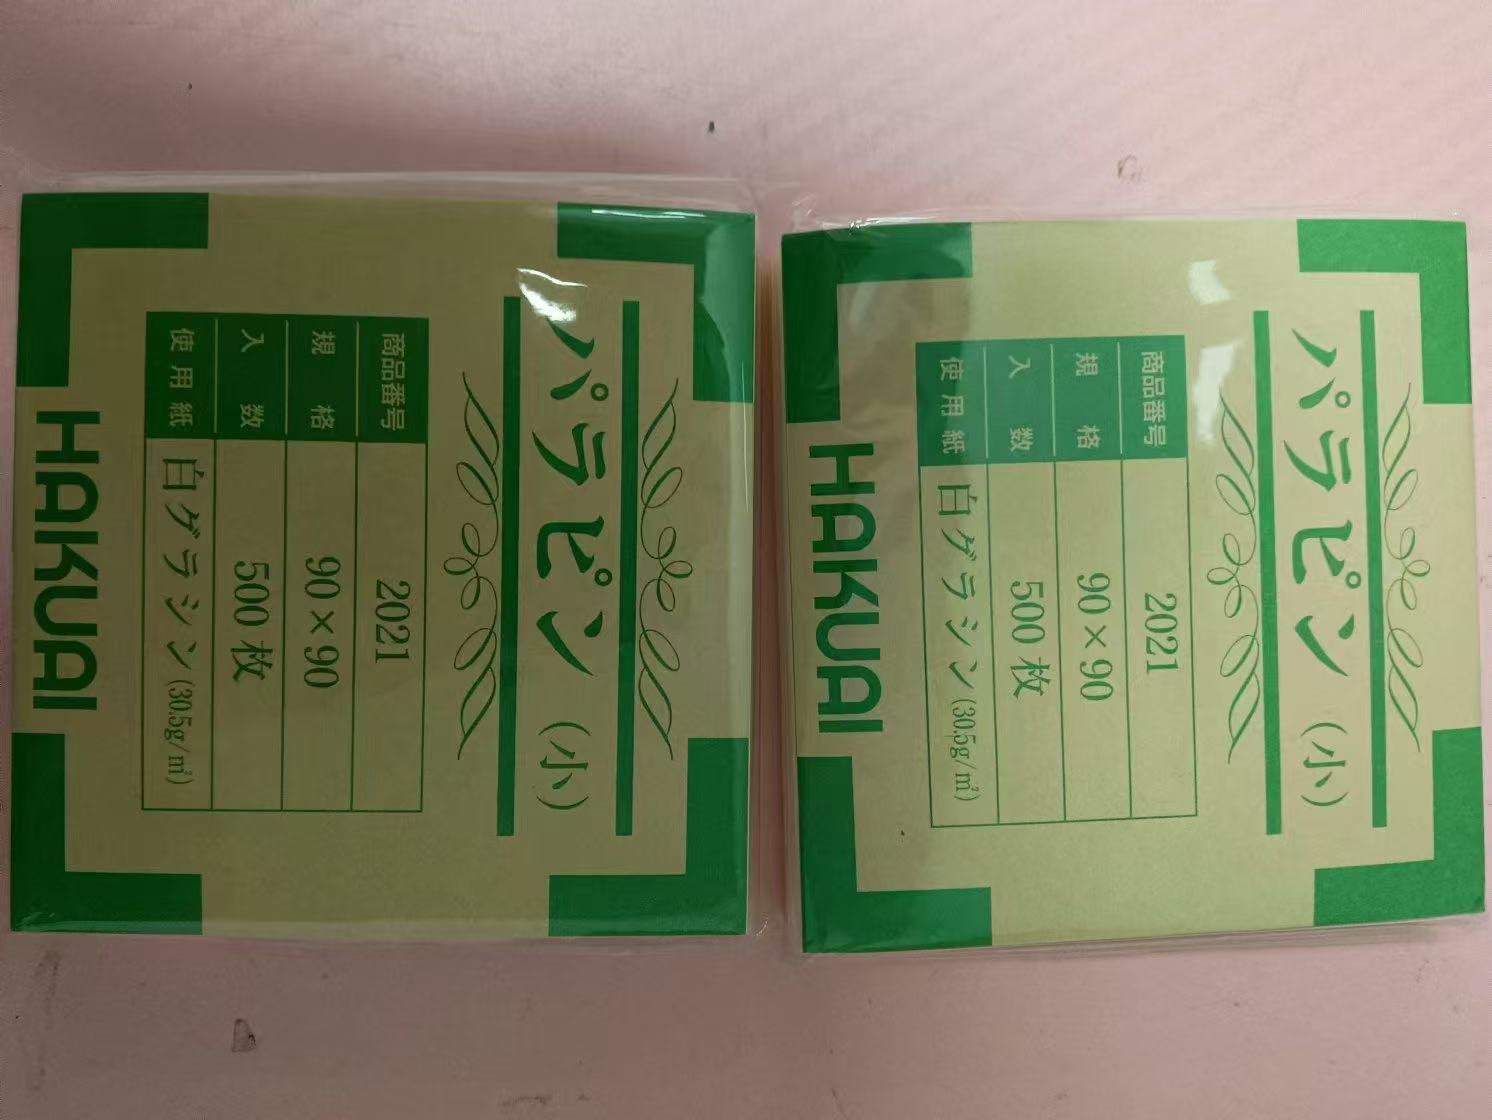 パラピン(小)
商品番号 2021
規格 90×90
入数 500枚
使用紙 白グラシン(30.5g/㎡)
HAKUAI
パラピン(小)
商品番号 2021
規格 90×90
入数 500枚
使用紙 白グラシン(30.5g/㎡)
HAKUAI